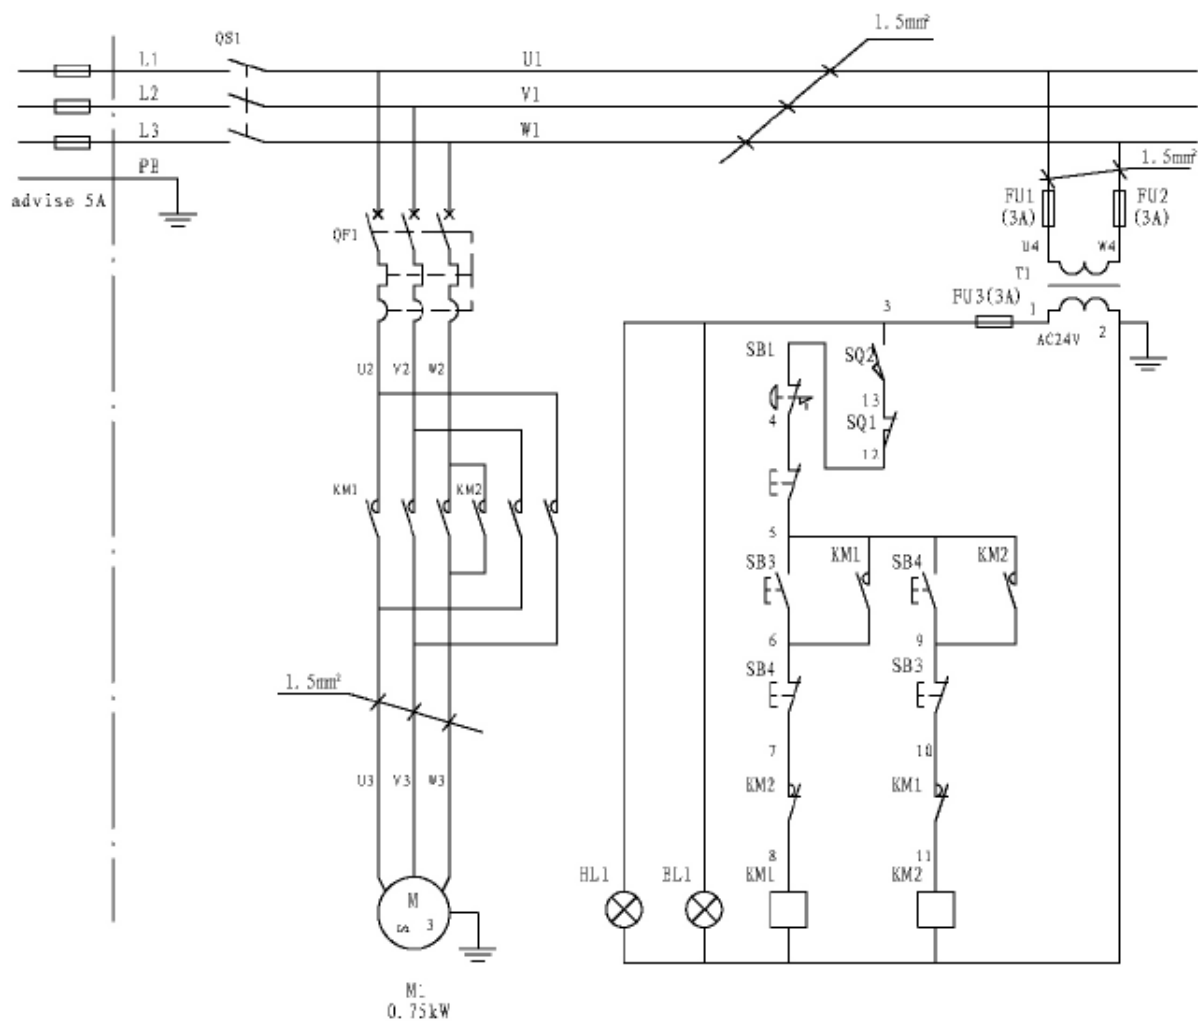 1.5mm²
QS1
L1 U1
L2 V1
L3 W1
PE
1.5mm²
advise 5A
FU1
(3A)
FU2
(3A)
QF1
U4 W4
T1
FU3(3A)
1
3
AC24V 2
SB1
SQ2
U2 V2 W2
13
4
SQ1
12
KM1 KM2
5
SB3 KM1 SB4 KM2
6 9
SB4 SB3
1.5mm²
7 10
U3 V3 W3
KM2 KM1
8 11
HL1 EL1 KM1 KM2
M
3
M1
0.75kW